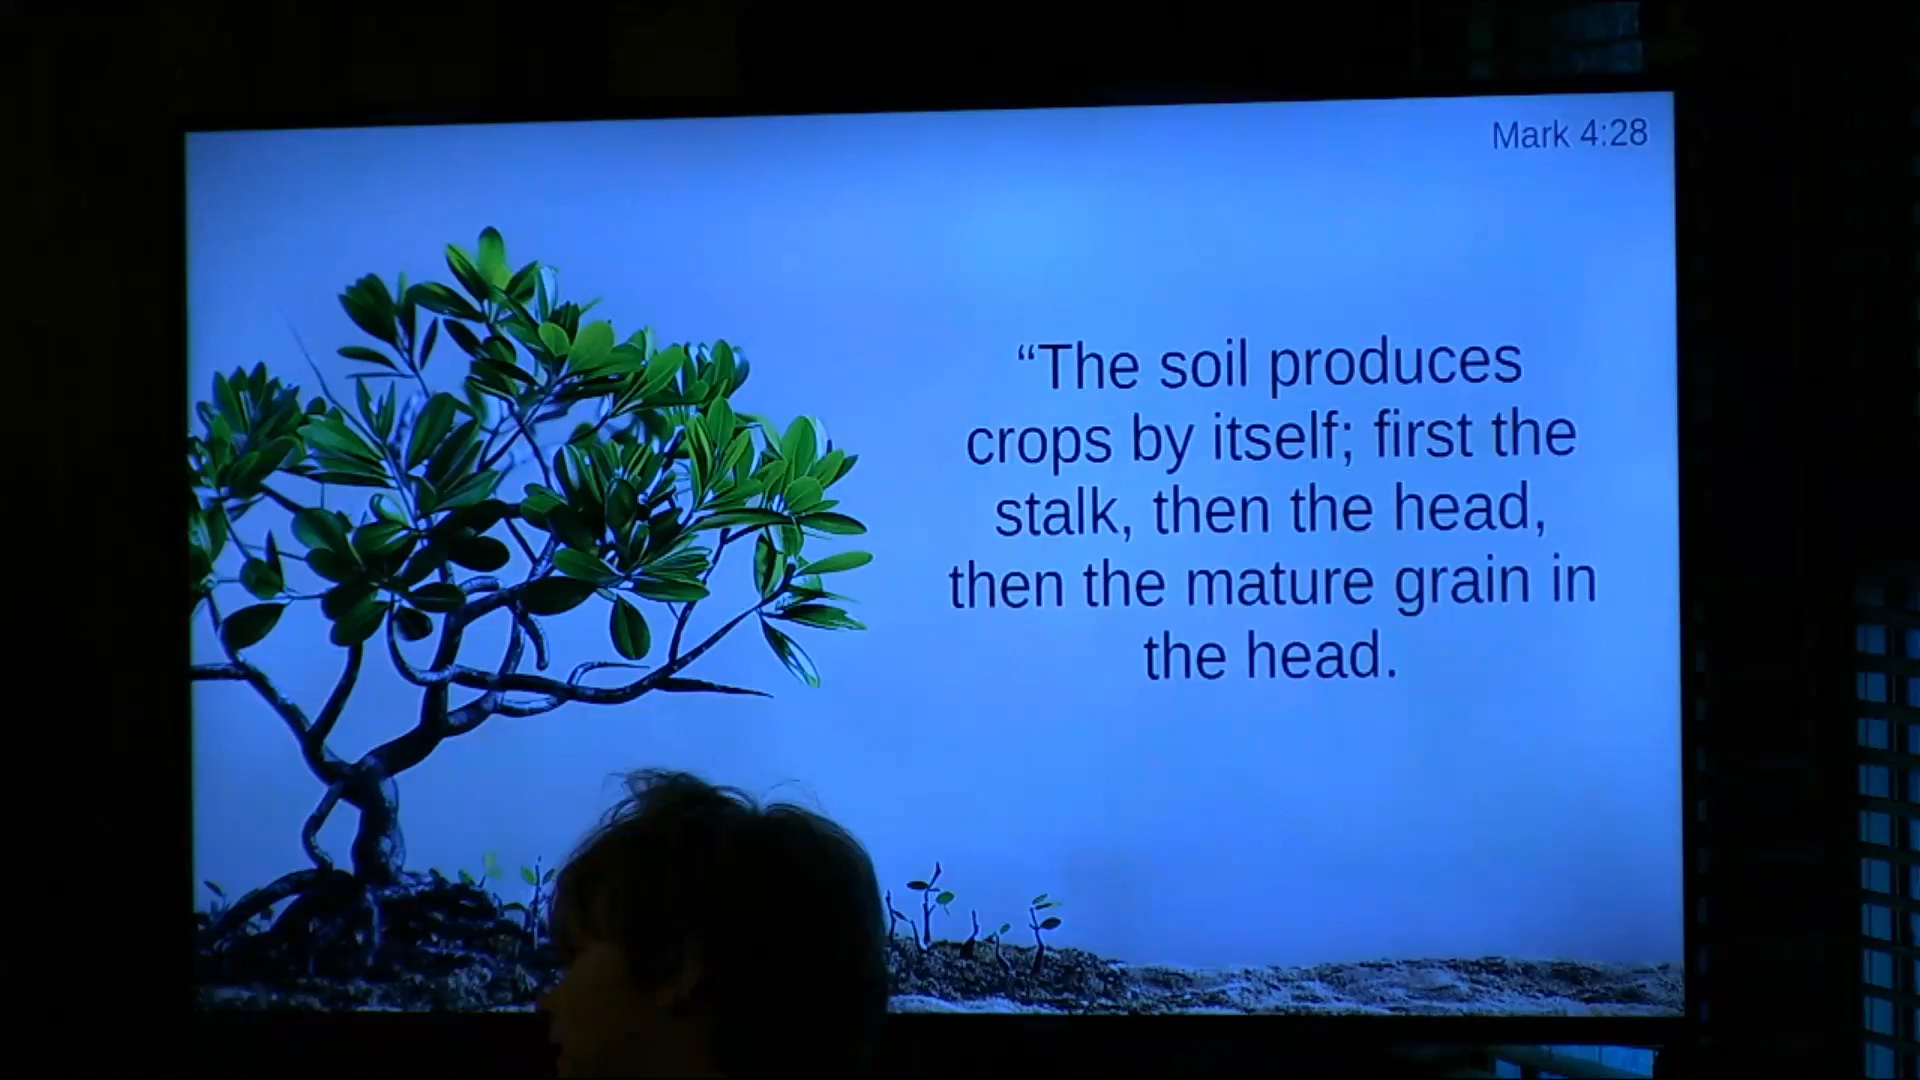 Mark 4:28
“The soil produces
crops by itself; first the
stalk, then the head,
then the mature grain in
the head.